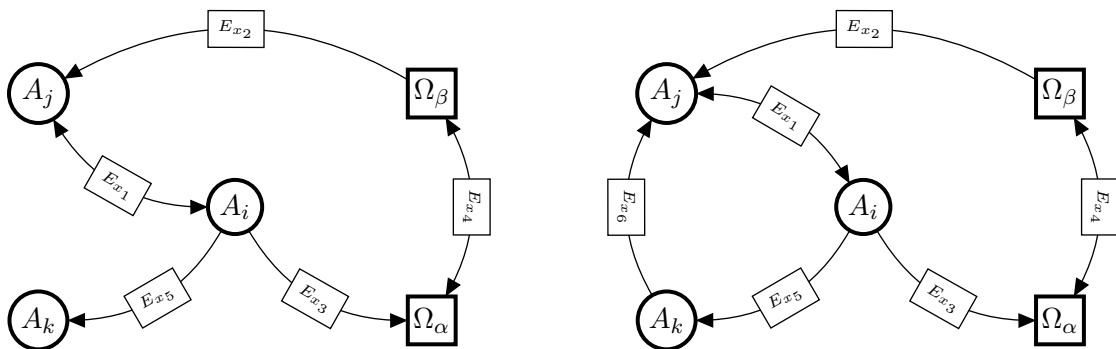 E_{x_2}
A_j
Ω_β
E_{x_1}
A_i
E_{x_4}
E_{x_5}
E_{x_3}
A_k
Ω_α
E_{x_2}
A_j
Ω_β
E_{x_1}
E_{x_6}
A_i
E_{x_4}
E_{x_5}
E_{x_3}
A_k
Ω_α